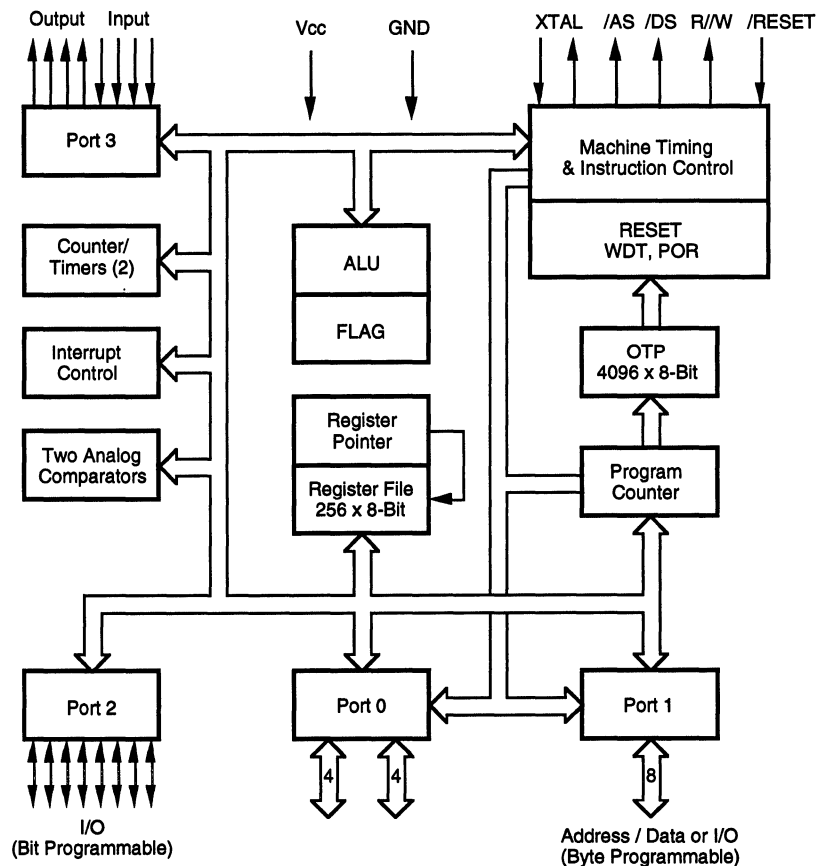 Output Input
Vcc GND
XTAL /AS /DS R//W /RESET
Port 3
Machine Timing
& Instruction Control
RESET
WDT, POR
Counter/
Timers (2)
ALU
FLAG
Interrupt
Control
OTP
4096 x 8-Bit
Two Analog
Comparators
Register
Pointer
Register File
256 x 8-Bit
Program
Counter
Port 2
Port 0
Port 1
4 4
8
I/O
(Bit Programmable)
Address / Data or I/O
(Byte Programmable)